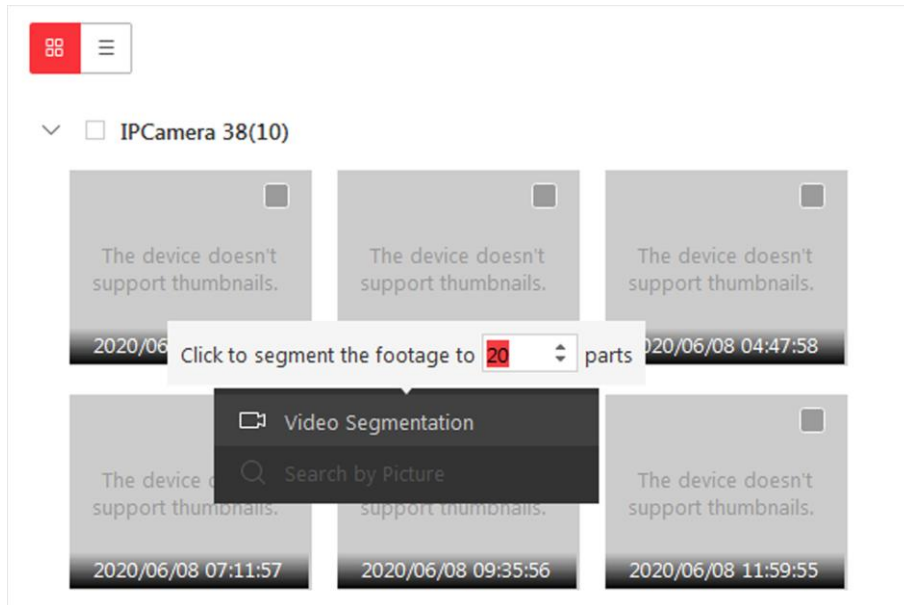 IPCamera 38(10)
The device doesn't
support thumbnails.
The device doesn't
support thumbnails.
The device doesn't
support thumbnails.
2020/06
2020/06/08 04:47:58
Click to segment the footage to 20 parts
Video Segmentation
Search by Picture
The device
support thumbnails.
support thumbnails.
The device doesn't
support thumbnails.
2020/06/08 07:11:57
2020/06/08 09:35:56
2020/06/08 11:59:55